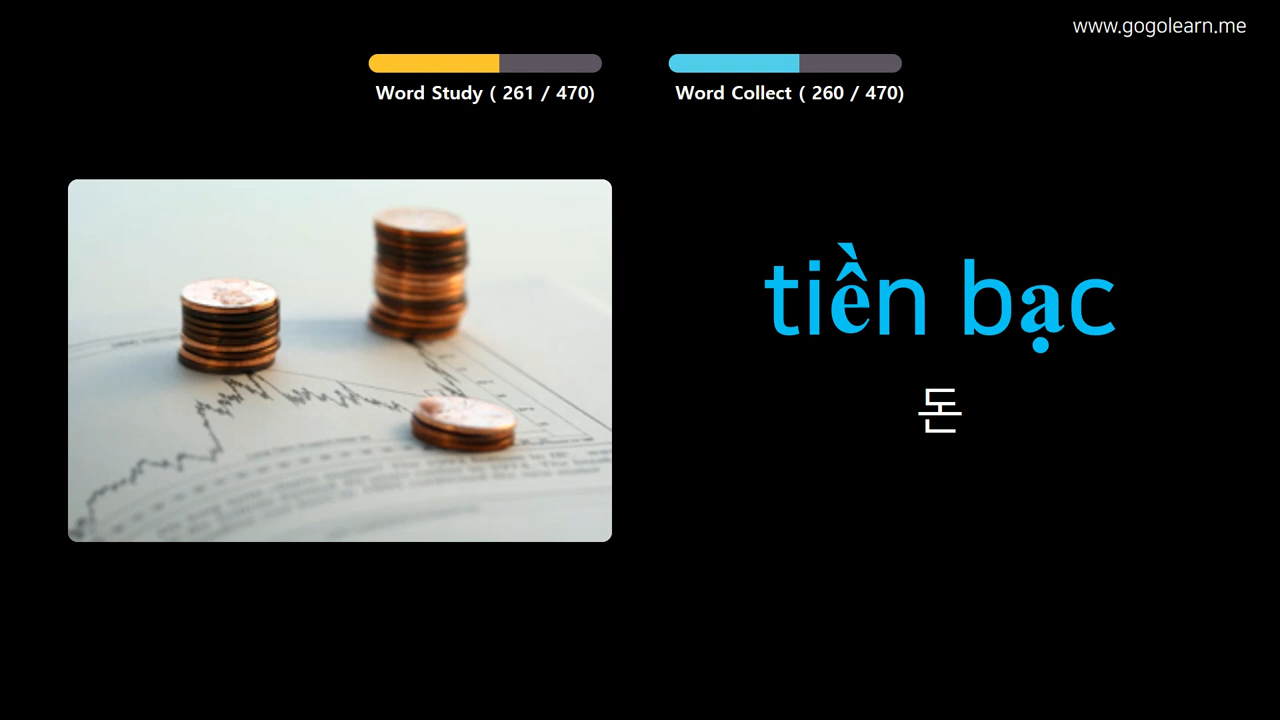 www.gogolearn.me
Word Study ( 261 / 470)
Word Collect ( 260 / 470)
tiền bạc
돈